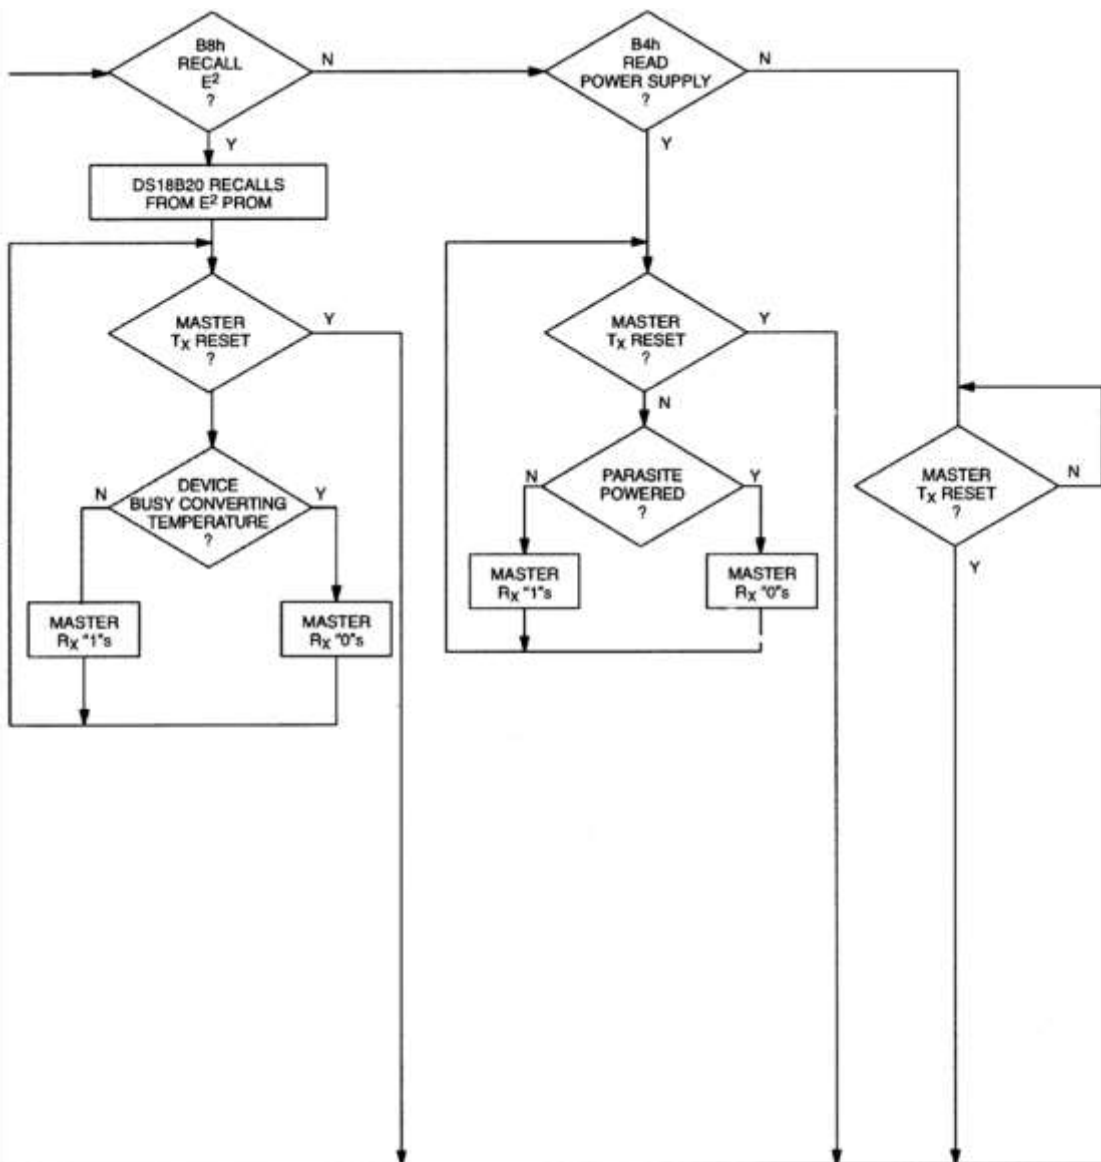 B8h
RECALL
E²
?
N
Y
B4h
READ
POWER SUPPLY
?
N
Y
DS18B20 RECALLS
FROM E² PROM
MASTER
TX RESET
?
Y
DEVICE
BUSY CONVERTING
TEMPERATURE
?
N
Y
MASTER
RX "1"s
MASTER
RX "0"s
MASTER
TX RESET
?
Y
N
PARASITE
POWERED
?
N
Y
MASTER
RX "1"s
MASTER
RX "0"s
MASTER
TX RESET
?
N
Y